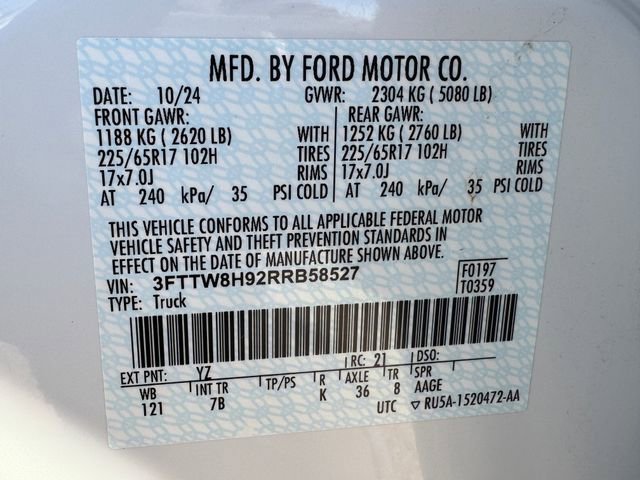 MFD. BY FORD MOTOR CO.
DATE: 10/24 GVWR: 2304 KG ( 5080 LB)
FRONT GAWR: REAR GAWR:
1188 KG ( 2620 LB) WITH 1252 KG ( 2760 LB) WITH
225/65R17 102H TIRES 225/65R17 102H TIRES
17x7.0J RIMS 17x7.0J RIMS
AT 240 kPa/ 35 PSI COLD AT 240 kPa/ 35 PSI COLD
THIS VEHICLE CONFORMS TO ALL APPLICABLE FEDERAL MOTOR
VEHICLE SAFETY AND THEFT PREVENTION STANDARDS IN
EFFECT ON THE DATE OF MANUFACTURE SHOWN ABOVE.
VIN: 3FTTW8H92RRB58527 F0197
TYPE: Truck T0359
EXT PNT: YZ RC: 21 DSO:
WB INT TR TP/PS R AXLE TR SPR
121 7B K 36 8 AAGE
UTC ▽ RU5A-1520472-AA